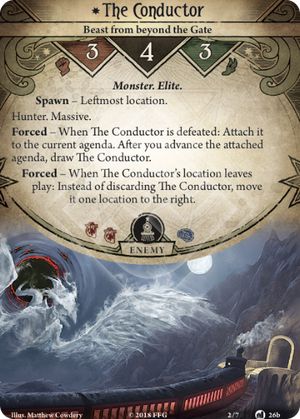 * The Conductor
Beast from beyond the Gate
3 4 3
Monster. Elite.
Spawn – Leftmost location.
Hunter. Massive.
Forced – When The Conductor is defeated: Attach it
to the current agenda. After you advance the attached
agenda, draw The Conductor.
Forced – When The Conductor's location leaves
play: Instead of discarding The Conductor, move
it one location to the right.
ENEMY
Illus. Matthew Cowdery © 2018 FFG 2/7 26b